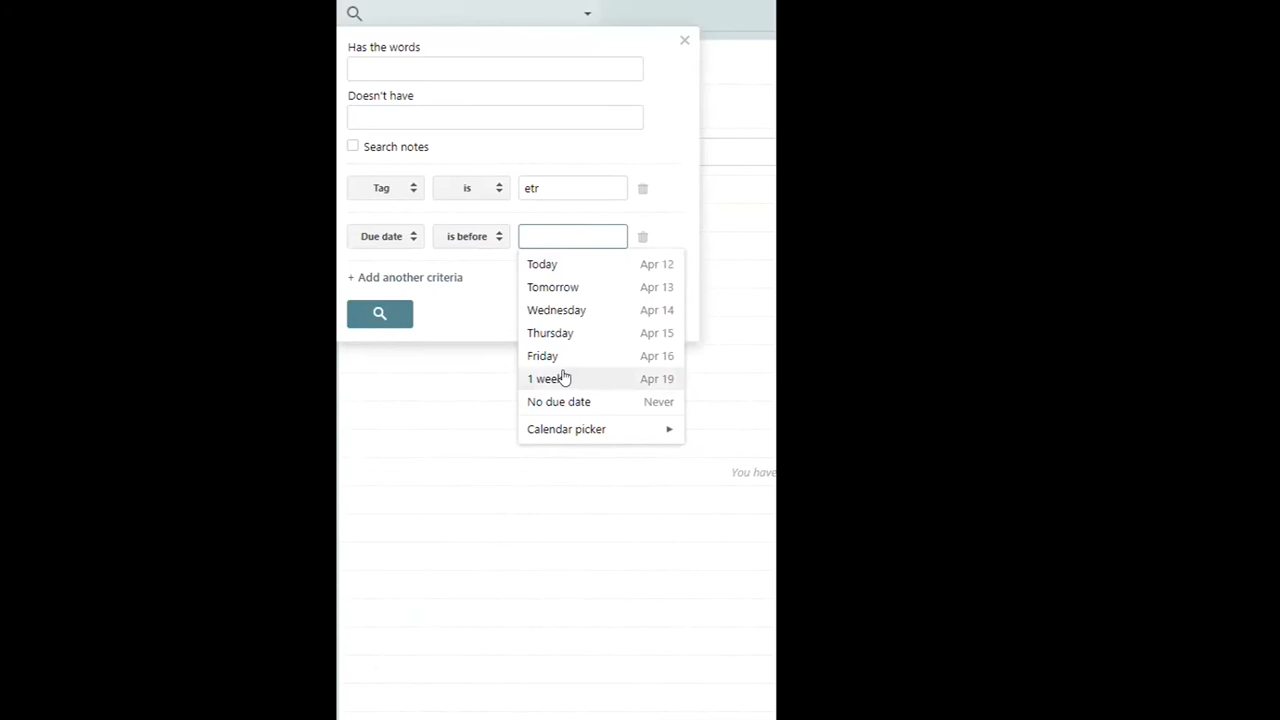 Has the words
Doesn't have
Search notes
Tag is etr
Due date is before
Today Apr 12
Tomorrow Apr 13
+ Add another criteria
Wednesday Apr 14
Thursday Apr 15
Friday Apr 16
1 week Apr 19
No due date Never
Calendar picker
You have